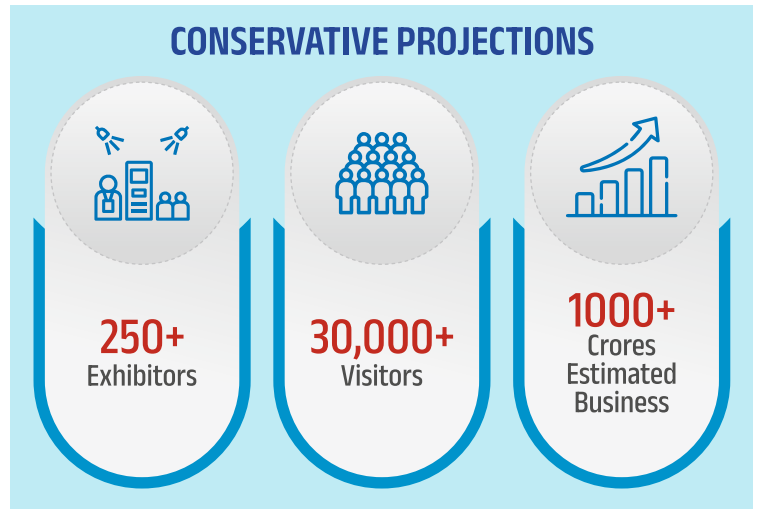 CONSERVATIVE PROJECTIONS
250+
Exhibitors
30,000+
Visitors
1000+
Crores
Estimated
Business